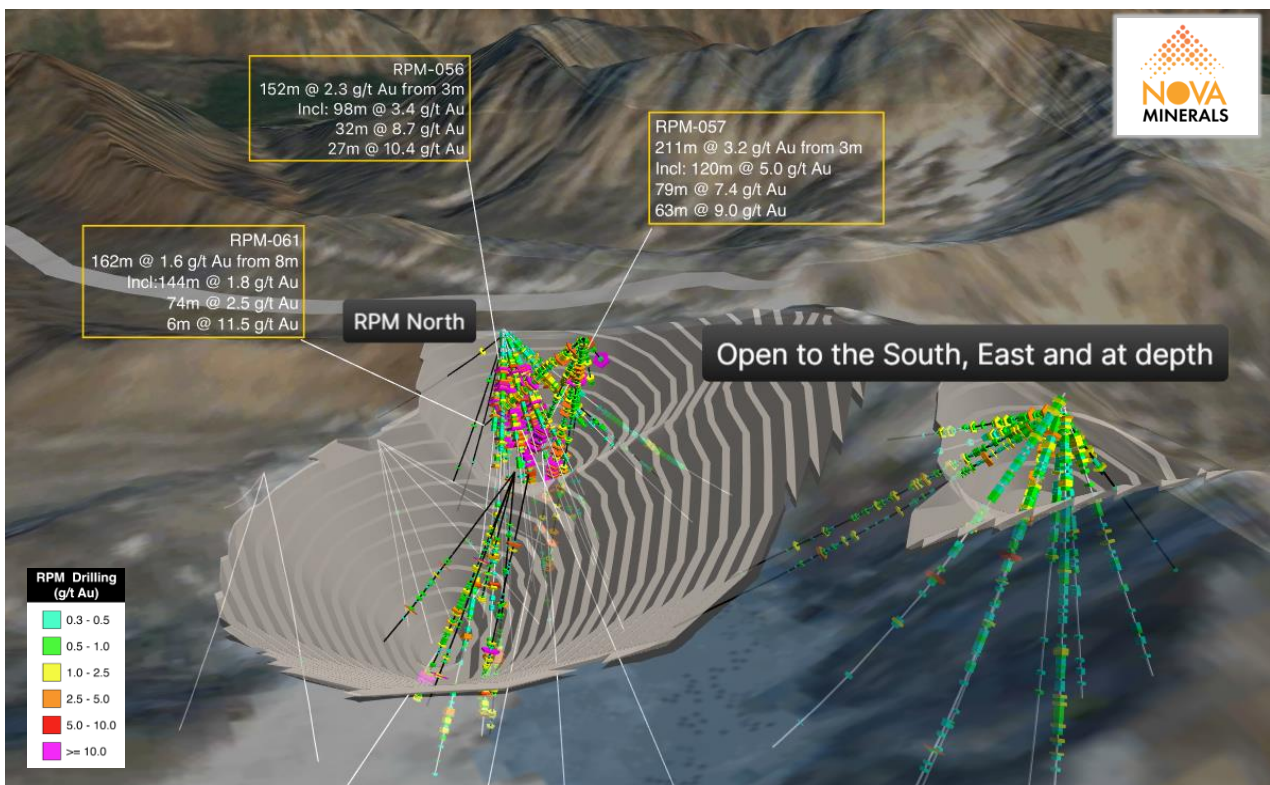 NOVA
MINERALS
RPM-056
152m @ 2.3 g/t Au from 3m
Incl: 98m @ 3.4 g/t Au
32m @ 8.7 g/t Au
27m @ 10.4 g/t Au
RPM-057
211m @ 3.2 g/t Au from 3m
Incl: 120m @ 5.0 g/t Au
79m @ 7.4 g/t Au
63m @ 9.0 g/t Au
RPM-061
162m @ 1.6 g/t Au from 8m
Incl:144m @ 1.8 g/t Au
74m @ 2.5 g/t Au
6m @ 11.5 g/t Au
RPM North
Open to the South, East and at depth
RPM Drilling
(g/t Au)
0.3 - 0.5
0.5 - 1.0
1.0 - 2.5
2.5 - 5.0
5.0 - 10.0
>= 10.0